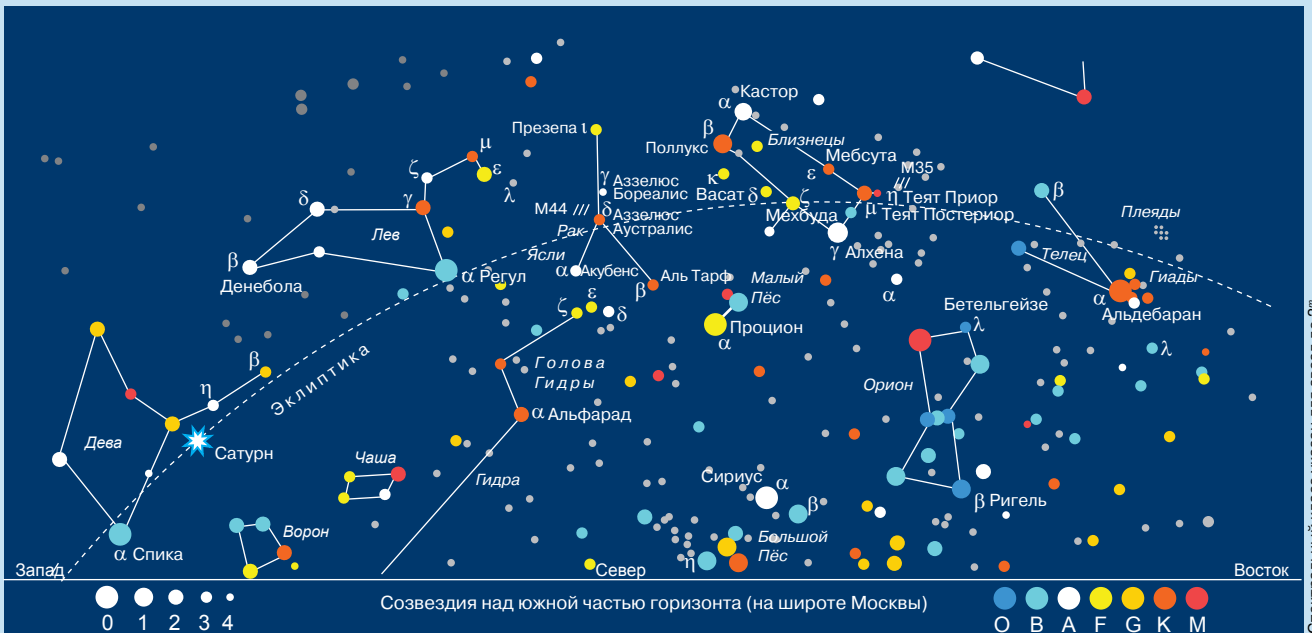 Кастор
α
β
Поллукс
Близнецы
Мебсута
ε
М35
η Теят Приор
μ
Теят Постериор
κ
Васат δ
ζ
Мехбуда
γ Алхена
α
Презепа ι
γ Аззелюс
Бореалис
М44
δ Аззелюс
Аустралис
Рак
Ясли
α Акубенс
β
Аль Тарф
μ
ζ
ε
λ
γ
δ
Лев
β
Денебола
α Регул
β
Плеяды
Телец
Гиады
α
Альдебаран
λ
Малый
Пёс
Процион
α
Бетельгейзе
λ
Орион
β Ригель
ζ
ε
δ
Голова
Гидры
α Альфарад
Гидра
Эклиптика
β
η
Дева
Сатурн
Чаша
Ворон
α Спика
Сириус
α
β
Большой
Пёс
η
Запад
Север
Восток
0 1 2 3 4
Созвездия над южной частью горизонта (на широте Москвы)
O B A F G K M